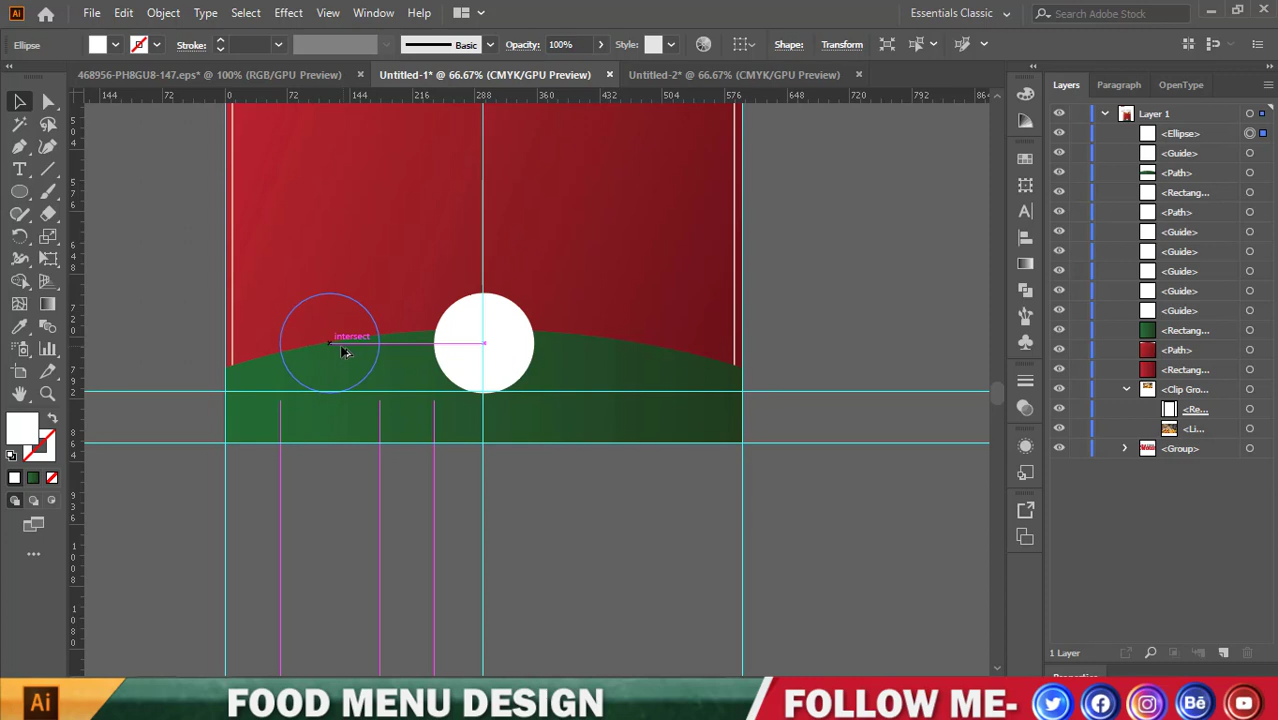 Ai File Edit Object Type Select Effect View Window Help Essentials Classic Search Adobe Stock
Ellipse Stroke: Basic Opacity: 100% Style: Shape: Transform
468956-PH8GU8-147.eps* @ 100% (RGB/GPU Preview) Untitled-1* @ 66.67% (CMYK/GPU Preview) Untitled-2* @ 66.67% (CMYK/GPU Preview)
Layers Paragraph OpenType
144 72 0 72 144 216 288 360 432 504 576 648 720 792 864
Layer 1
<Ellipse>
<Guide>
<Path>
<Rectang...
<Path>
<Guide>
<Guide>
<Guide>
<Guide>
<Guide>
<Rectang...
<Path>
<Rectang...
Clip Gro...
<Re...
<Li...
<Group>
intersect
1 Layer
Properties
Ai FOOD MENU DESIGN FOLLOW ME-